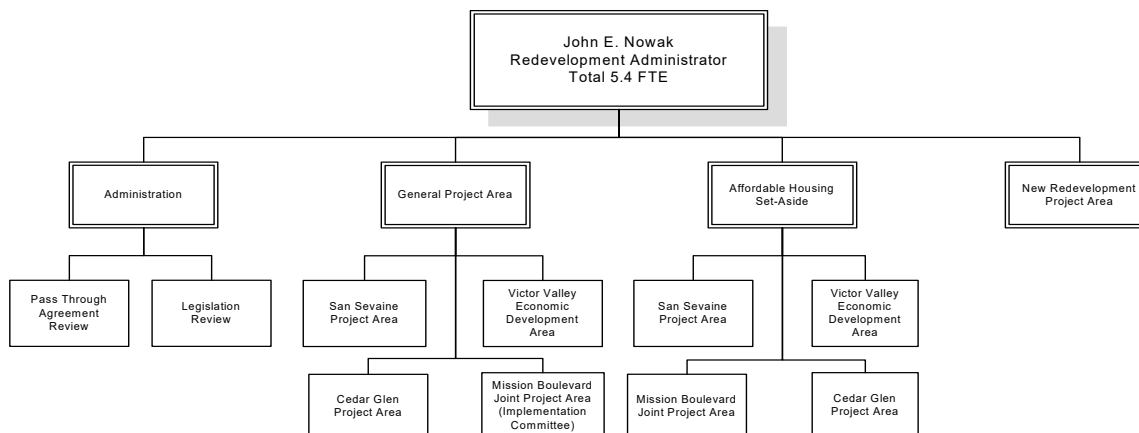 John E. Nowak
Redevelopment Administrator
Total 5.4 FTE
Administration
General Project Area
Affordable Housing
Set-Aside
New Redevelopment
Project Area
Pass Through
Agreement
Review
Legislation
Review
San Sevaine
Project Area
Victor Valley
Economic
Development
Area
San Sevaine
Project Area
Victor Valley
Economic
Development
Area
Cedar Glen
Project Area
Mission Boulevard
Joint Project Area
(Implementation
Committee)
Mission Boulevard
Joint Project Area
Cedar Glen
Project Area